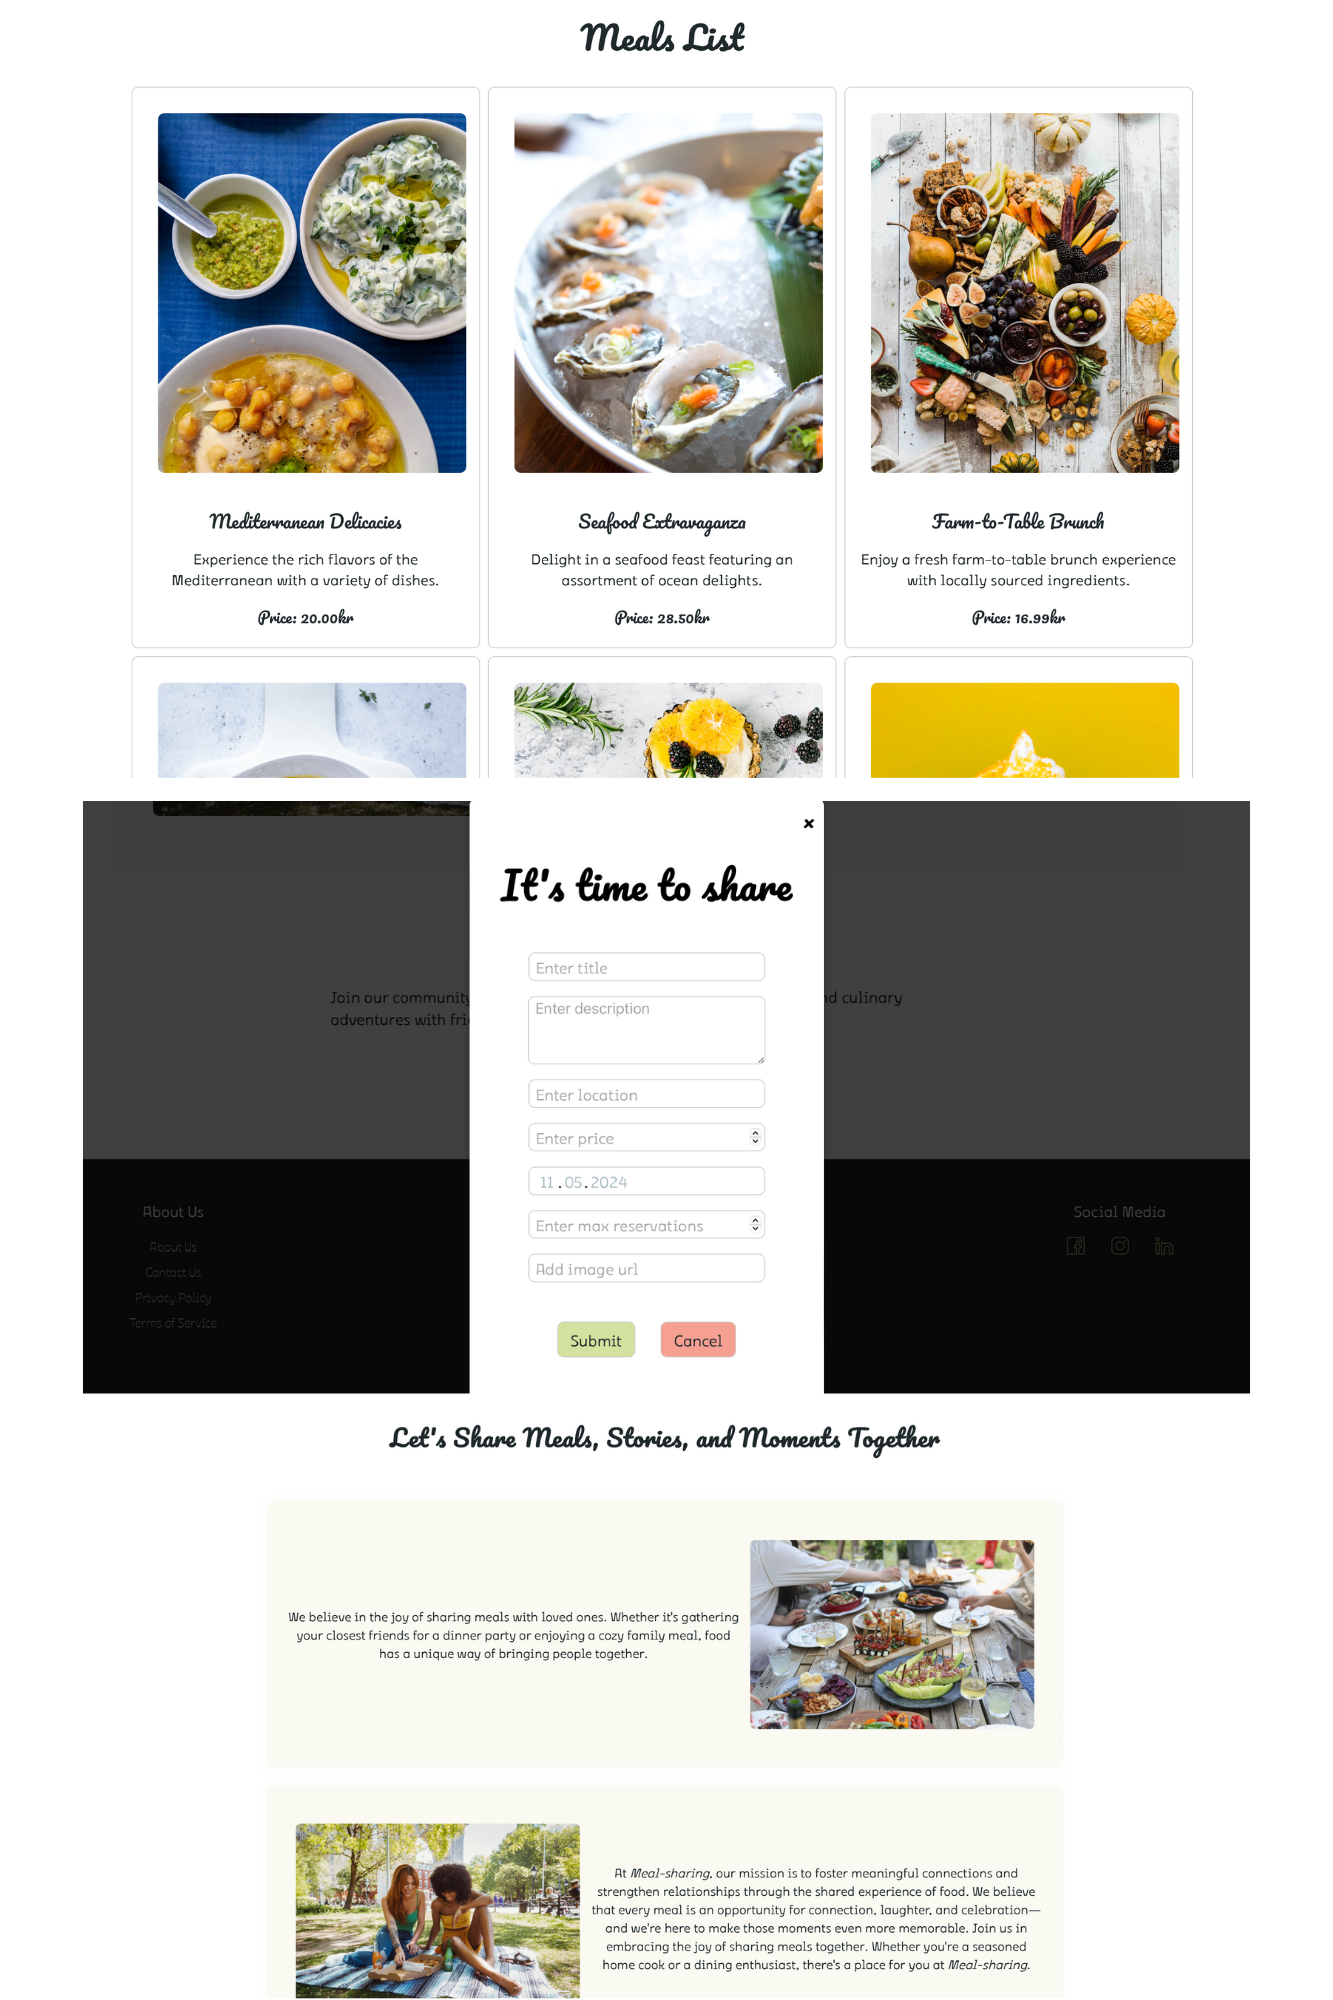 Meals List
Mediterranean Delicacies
Experience the rich flavors of the
Mediterranean with a variety of dishes.
Price: 20.00kr
Seafood Extravaganza
Delight in a seafood feast featuring an
assortment of ocean delights.
Price: 28.50kr
Farm-to-Table Brunch
Enjoy a fresh farm-to-table brunch experience
with locally sourced ingredients.
Price: 16.99kr
×
It's time to share
Enter title
Enter description
Enter location
Enter price
11.05.2024
Enter max reservations
Add image url
Submit
Cancel
Join our community
nd culinary
adventures with frie
About Us
About Us
Contact Us
Privacy Policy
Terms of Service
Social Media
in
Let's Share Meals, Stories, and Moments Together
We believe in the joy of sharing meals with loved ones. Whether it's gathering
your closest friends for a dinner party or enjoying a cozy family meal, food
has a unique way of bringing people together.
At Meal-sharing, our mission is to foster meaningful connections and
strengthen relationships through the shared experience of food. We believe
that every meal is an opportunity for connection, laughter, and celebration—
and we're here to make those moments even more memorable. Join us in
embracing the joy of sharing meals together. Whether you're a seasoned
home cook or a dining enthusiast, there's a place for you at Meal-sharing.